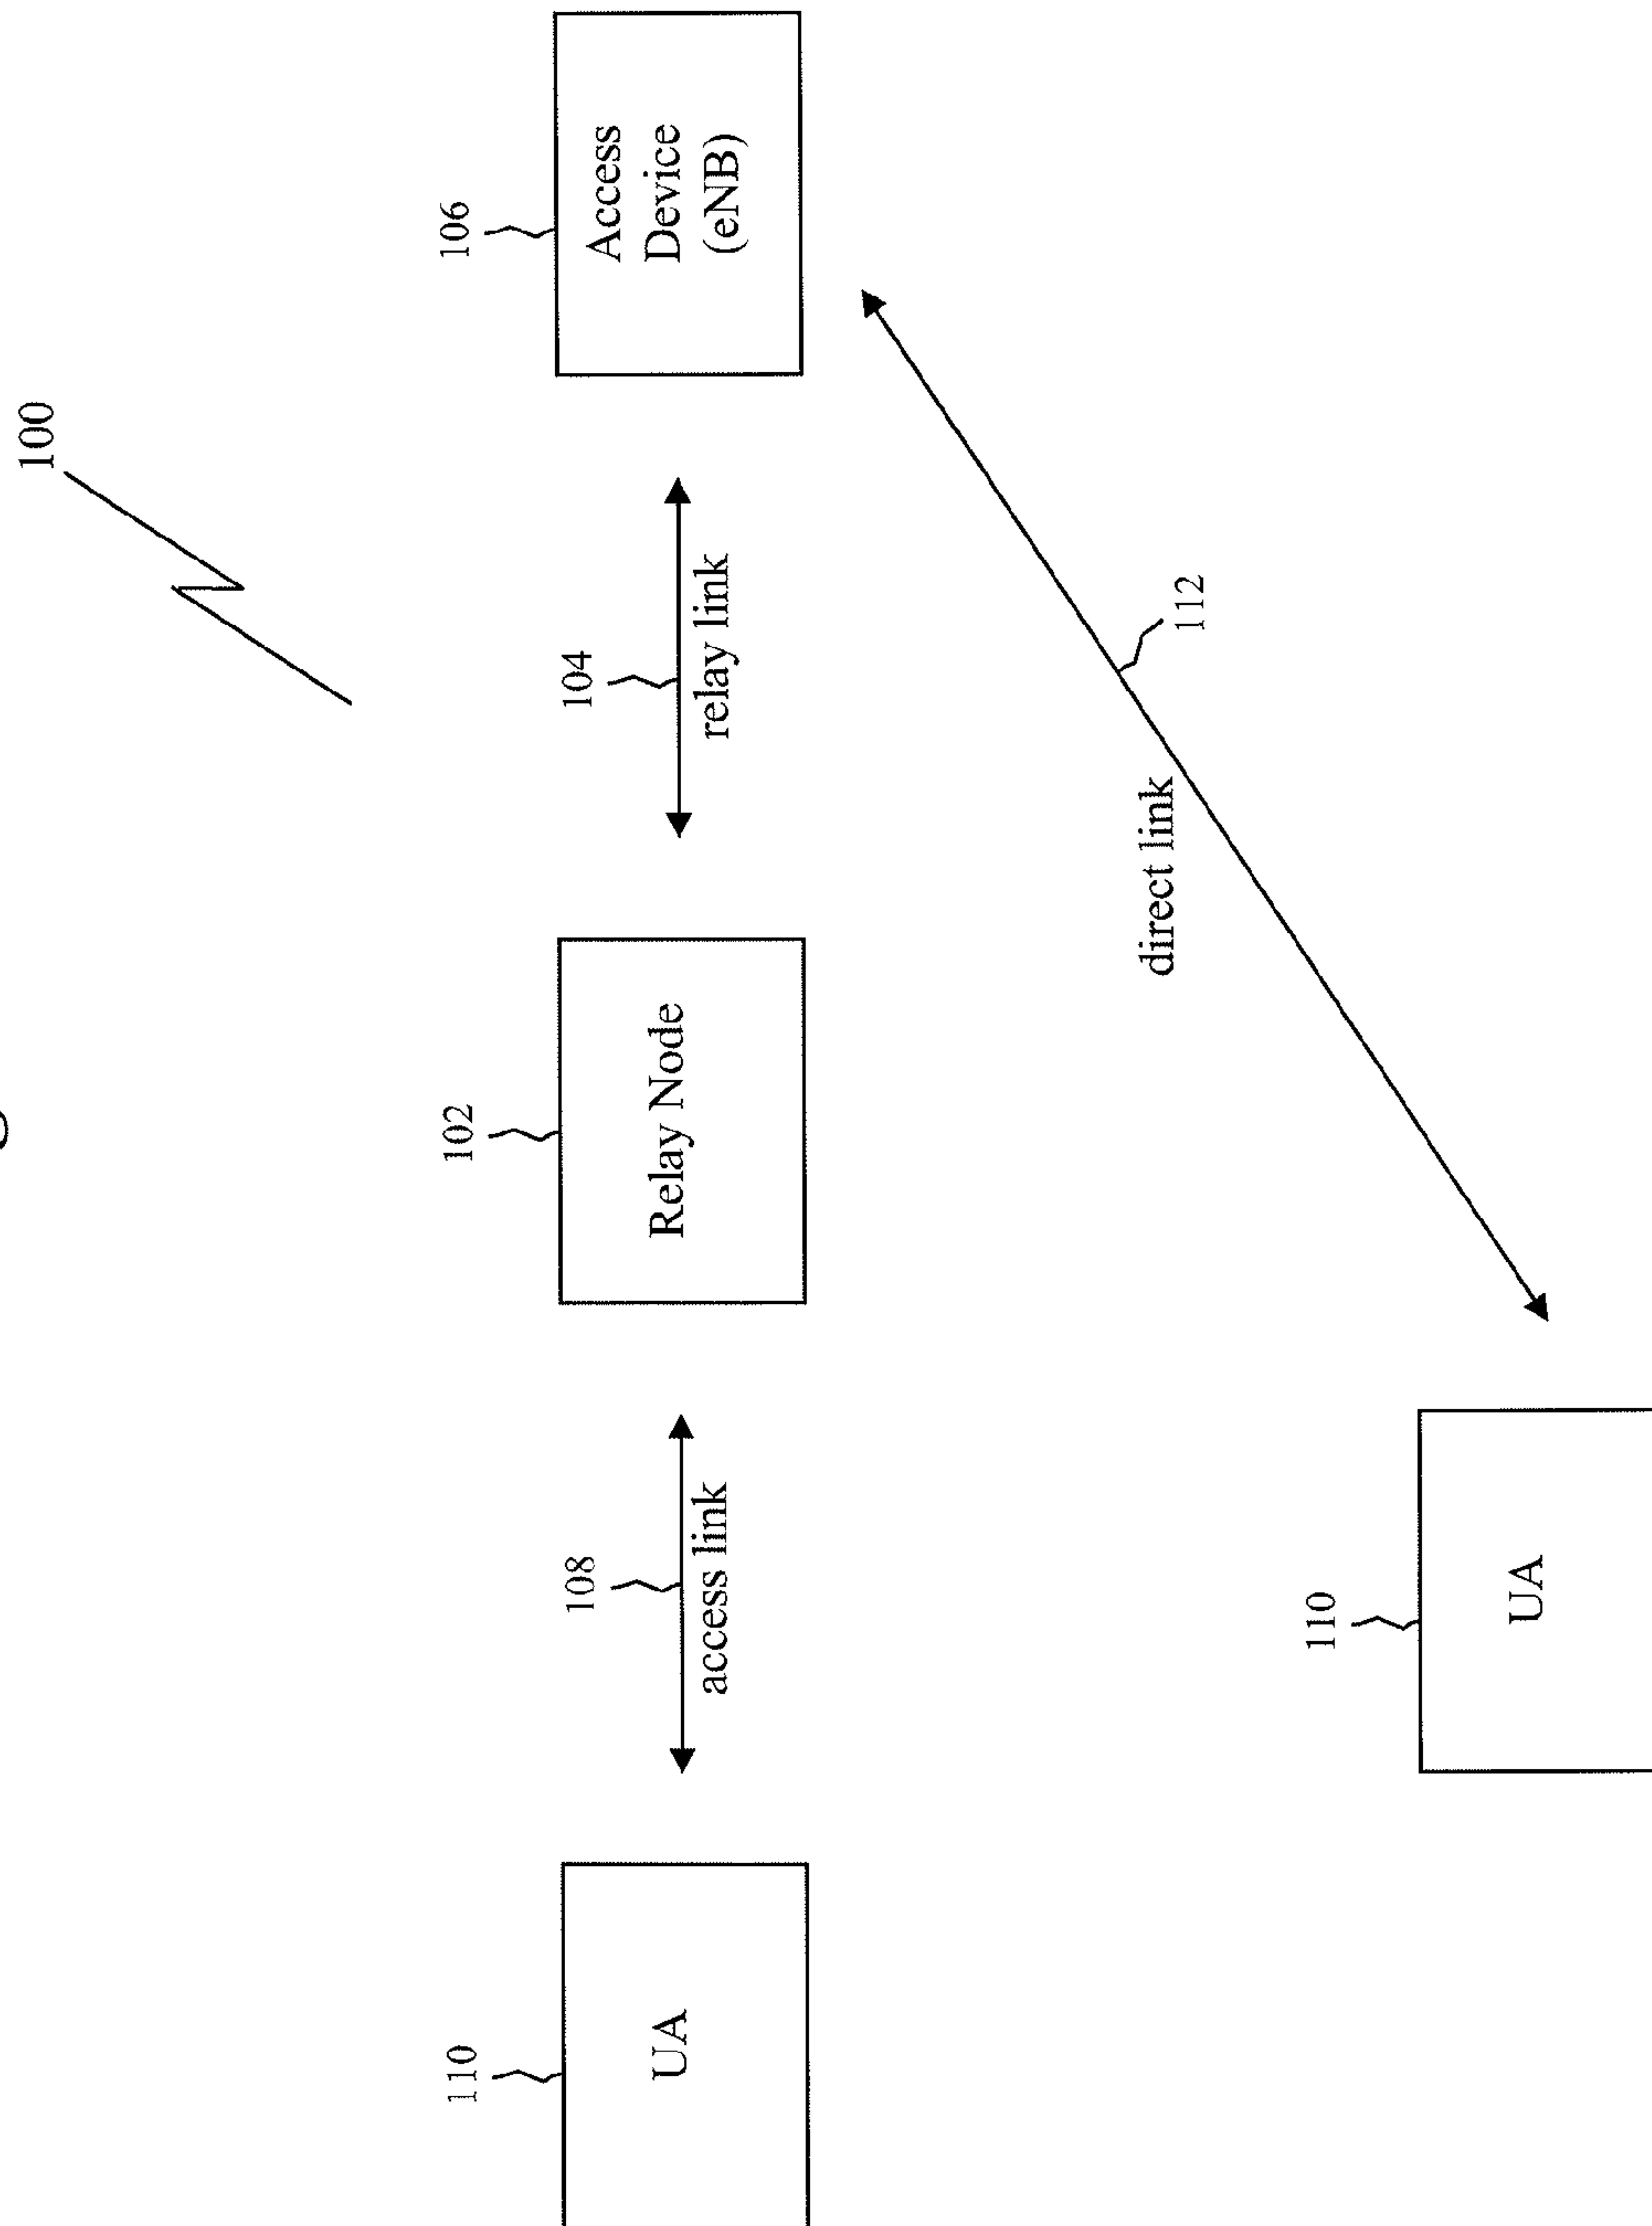 100
106
Access
Device
(eNB)
104
relay link
102
Relay Node
108
access link
110
UA
112
direct link
110
UA